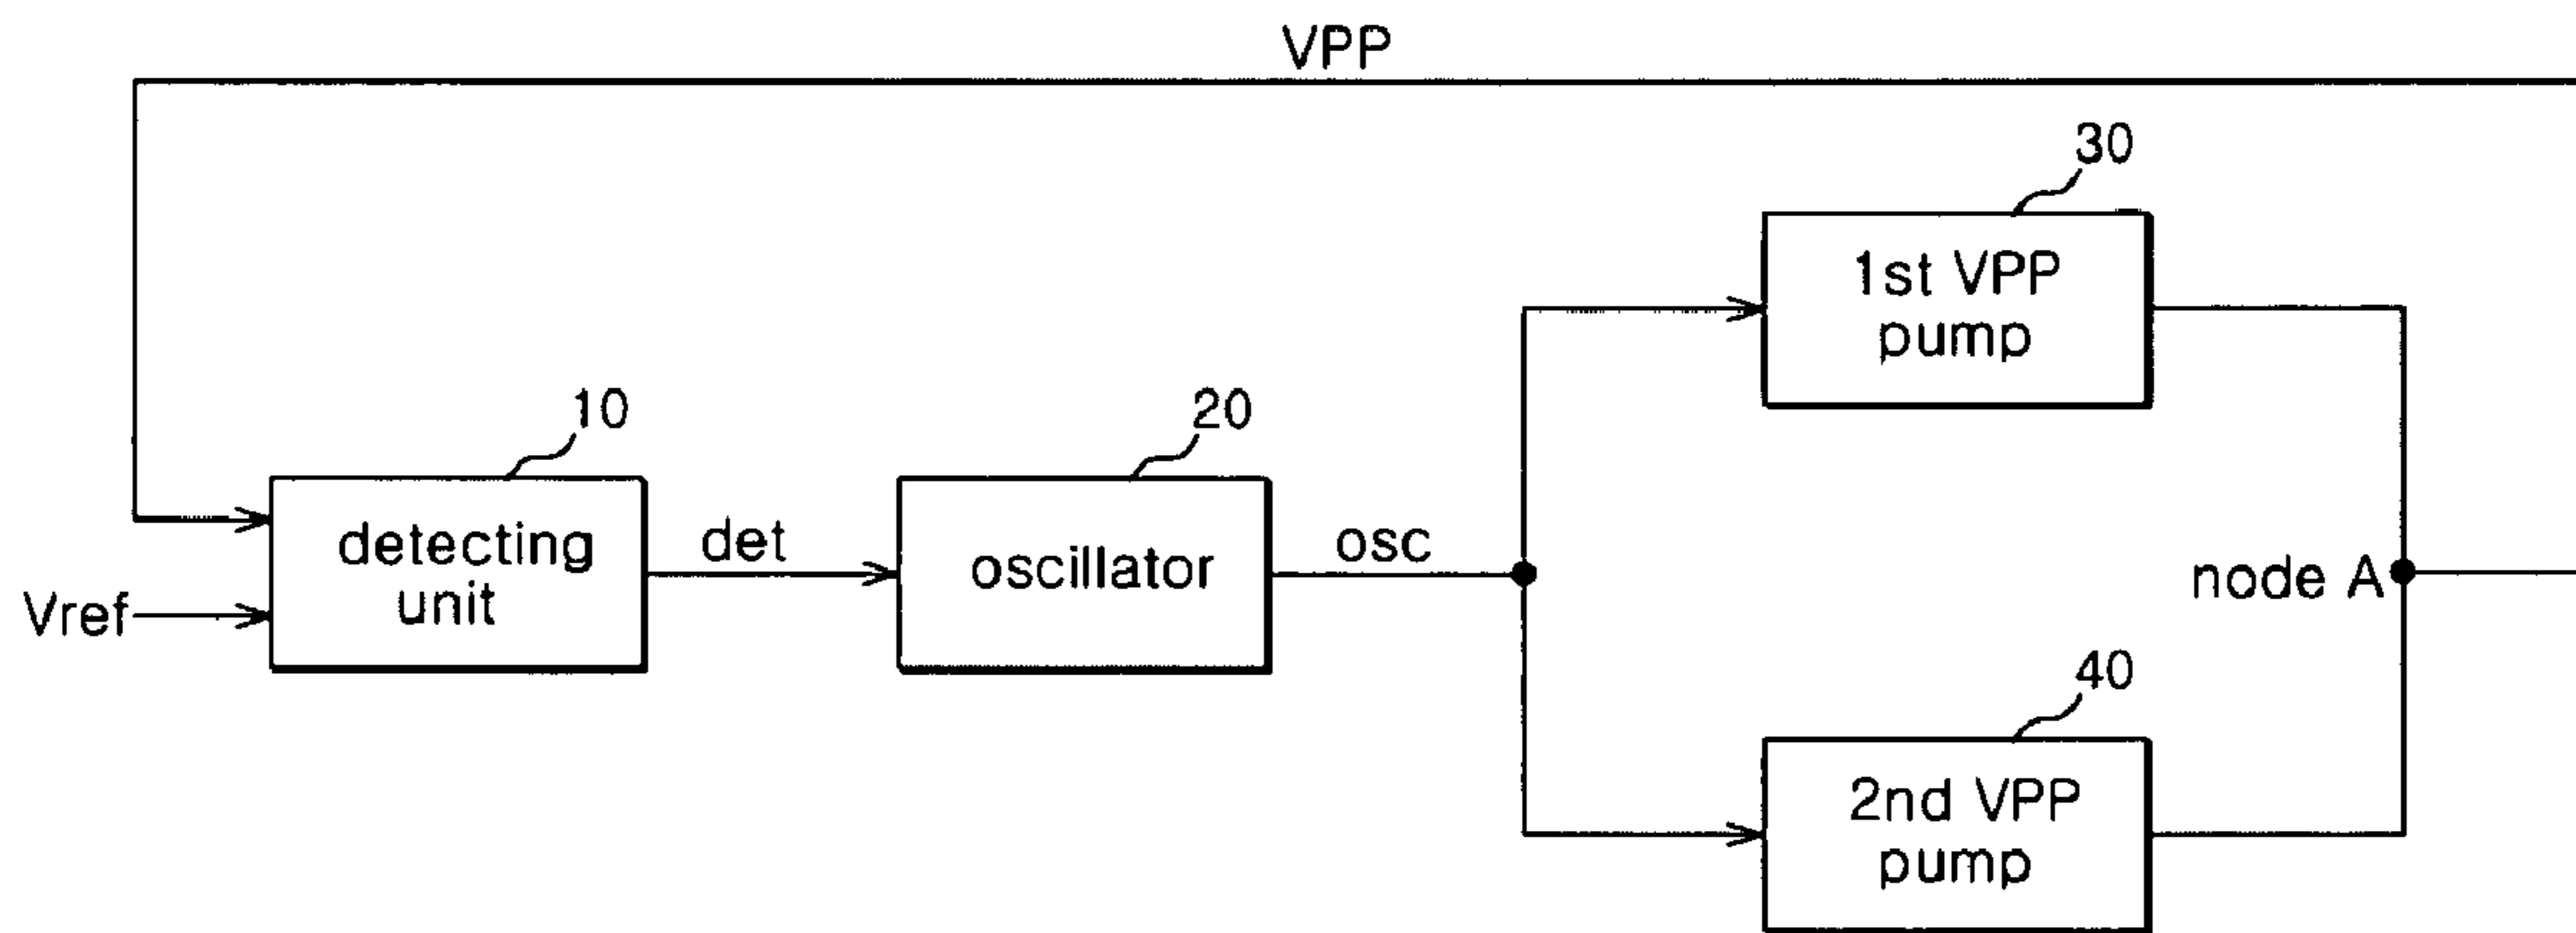 VPP
30
1st VPP
pump
10
20
detecting
unit
det
oscillator
osc
node A
Vref
40
2nd VPP
pump